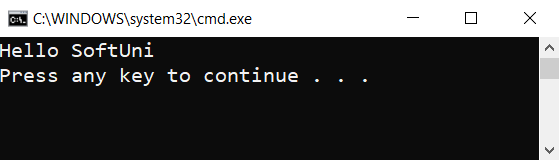 C:\WINDOWS\system32\cmd.exe
Hello SoftUni
Press any key to continue . . .